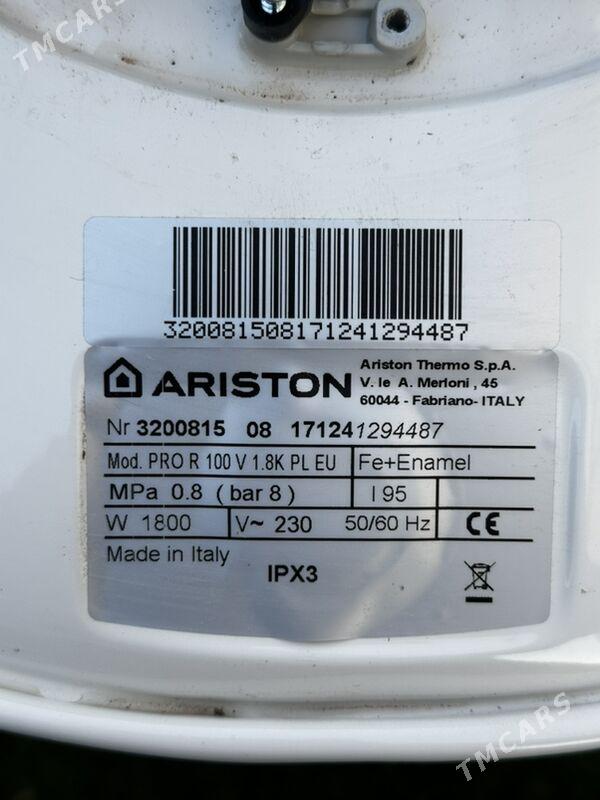 TMCARS
3200815081712 41294487
ARISTON
Ariston Thermo S.p.A.
V. le A. Merloni , 45
60044 - Fabriano- ITALY
Nr 3200815 08 171241294487
Mod. PRO R 100 V 1.8K PL EU
Fe+Enamel
MPa 0.8 ( bar 8 )
I 95
W 1800
V~ 230 50/60 Hz
CE
Made in Italy
IPX3
TMCARS